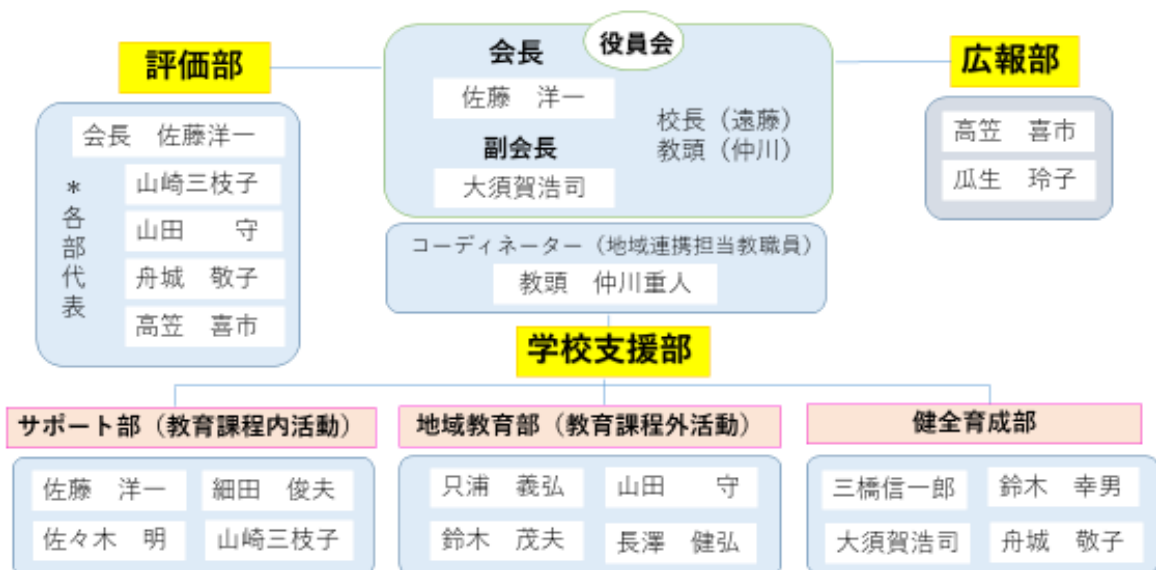 役員会
会長
佐藤　洋一
副会長
大須賀浩司
校長（遠藤）
教頭（仲川）
評価部
会長　佐藤洋一
＊各部代表
山崎三枝子
山田　　守
舟城　敬子
高笠　喜市
広報部
高笠　喜市
瓜生　玲子
コーディネーター（地域連携担当教職員）
教頭　仲川重人
学校支援部
サポート部（教育課程内活動）
佐藤　洋一　細田　俊夫
佐々木　明　山崎三枝子
地域教育部（教育課程外活動）
只浦　義弘　山田　　守
鈴木　茂夫　長澤　健弘
健全育成部
三橋信一郎　鈴木　幸男
大須賀浩司　舟城　敬子